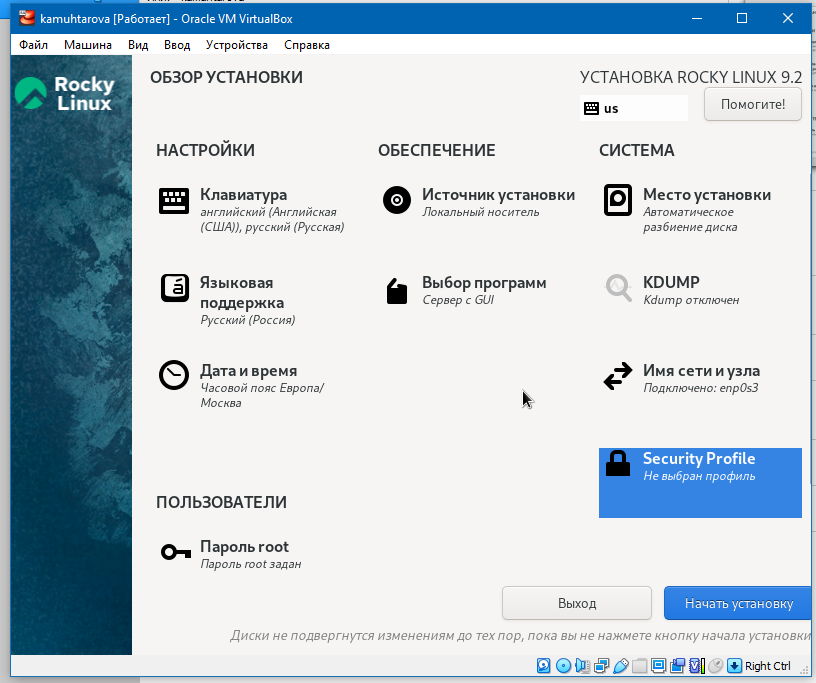 kamuhtarova [Работает] - Oracle VM VirtualBox
Файл Машина Вид Ввод Устройства Справка
Rocky
Linux
ОБЗОР УСТАНОВКИ
УСТАНОВКА ROCKY LINUX 9.2
us
Помогите!
НАСТРОЙКИ
Клавиатура
английский (Английская
(США)), русский (Русская)
Языковая
поддержка
Русский (Россия)
Дата и время
Часовой пояс Европа/
Москва
ОБЕСПЕЧЕНИЕ
Источник установки
Локальный носитель
Выбор программ
Сервер с GUI
СИСТЕМА
Место установки
Автоматическое
разбиение диска
KDUMP
Kdump отключен
Имя сети и узла
Подключено: enp0s3
Security Profile
Не выбран профиль
ПОЛЬЗОВАТЕЛИ
Пароль root
Пароль root задан
Выход
Начать установку
Диски не подвергнутся изменениям до тех пор, пока вы не нажмете кнопку начала установки
Right Ctrl